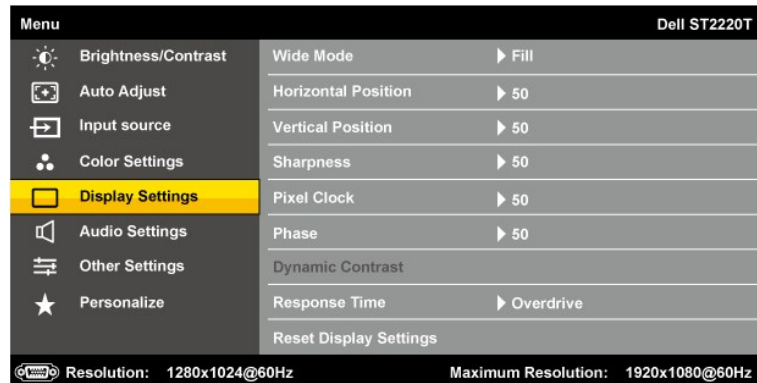 Menu Dell ST2220T
Brightness/Contrast Wide Mode Fill
Auto Adjust Horizontal Position 50
Input source Vertical Position 50
Color Settings Sharpness 50
Display Settings Pixel Clock 50
Audio Settings Phase 50
Other Settings Dynamic Contrast
Personalize Response Time Overdrive
Reset Display Settings
Resolution: 1280x1024@60Hz Maximum Resolution: 1920x1080@60Hz